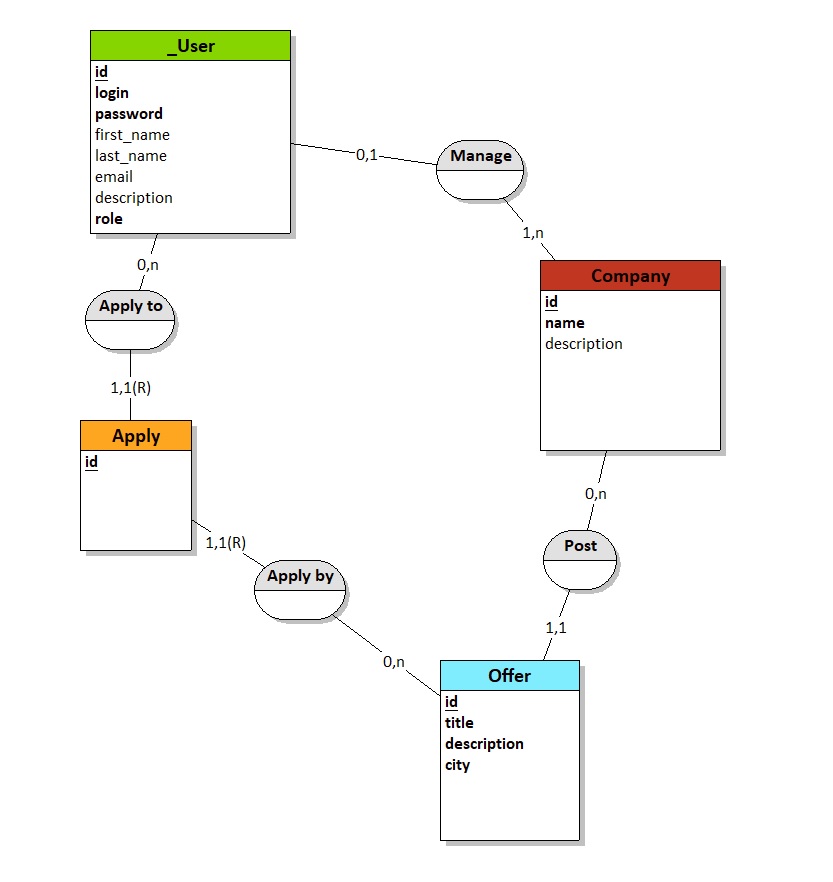 _User
id
login
password
first_name
last_name
email
description
role
0,1
Manage
1,n
Company
id
name
description
0,n
Apply to
1,1(R)
Apply
id
1,1(R)
Apply by
0,n
0,n
Post
1,1
Offer
id
title
description
city